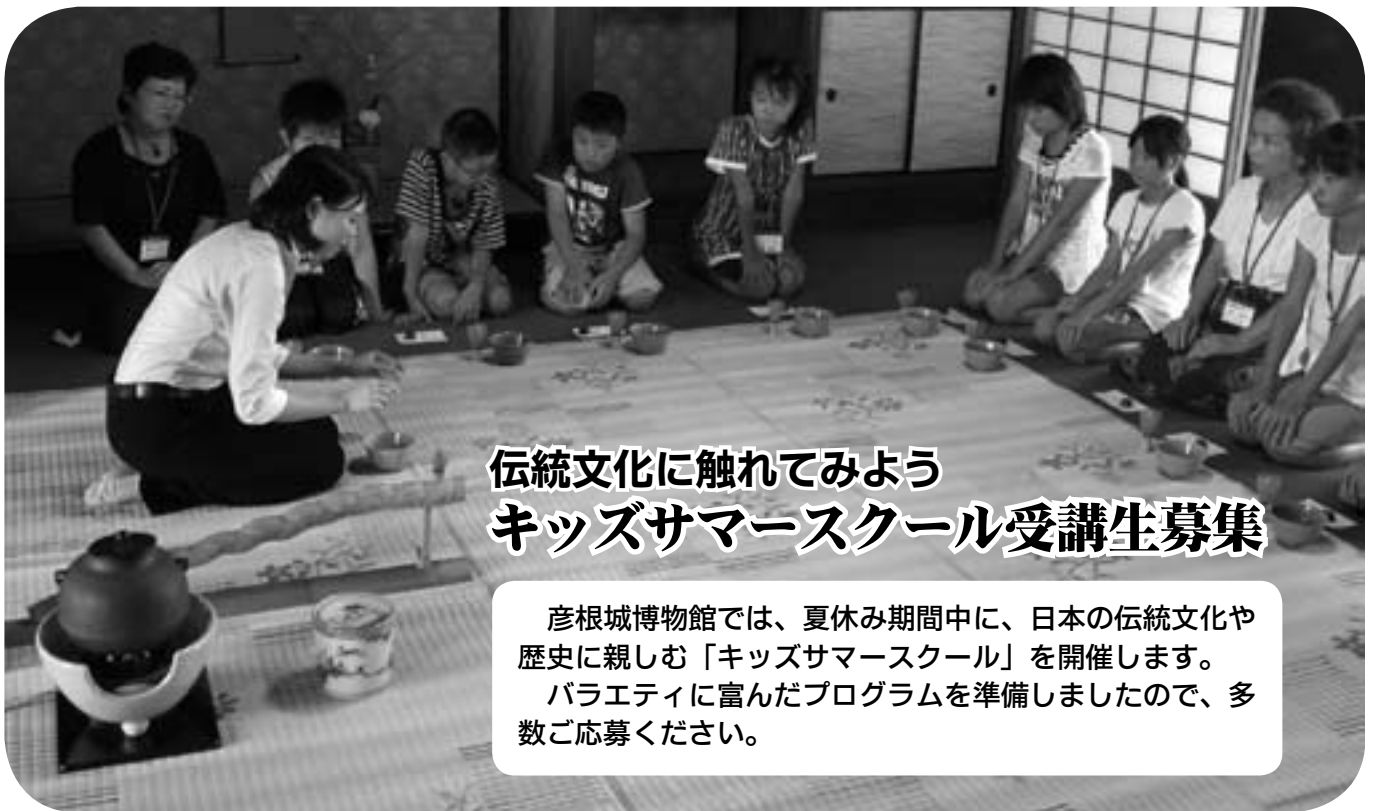 伝統文化に触れてみよう
キッズサマースクール受講生募集
　彦根城博物館では、夏休み期間中に、日本の伝統文化や
歴史に親しむ「キッズサマースクール」を開催します。
　バラエティに富んだプログラムを準備しましたので、多
数ご応募ください。